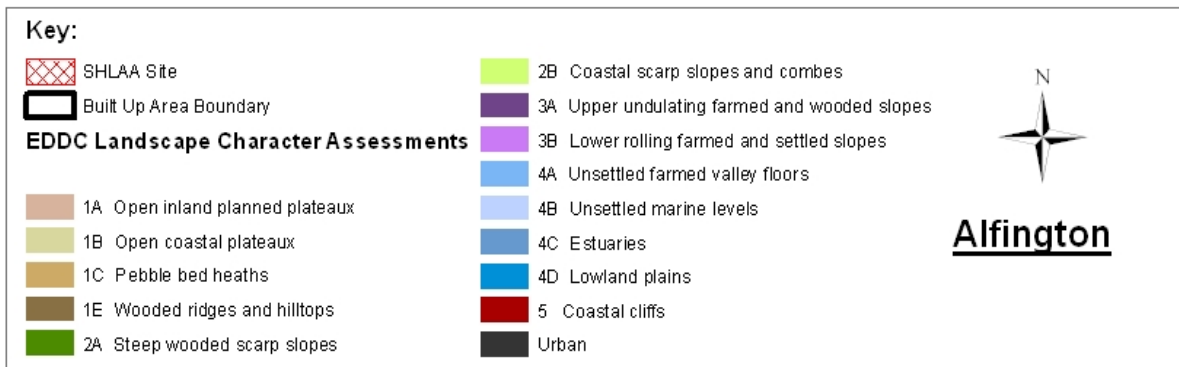 Key:
SHLAA Site
Built Up Area Boundary
EDDC Landscape Character Assessments
1A Open inland planned plateaux
1B Open coastal plateaux
1C Pebble bed heaths
1E Wooded ridges and hilltops
2A Steep wooded scarp slopes
2B Coastal scarp slopes and combes
3A Upper undulating farmed and wooded slopes
3B Lower rolling farmed and settled slopes
4A Unsettled farmed valley floors
4B Unsettled marine levels
4C Estuaries
4D Lowland plains
5 Coastal cliffs
Urban
N
Alfington